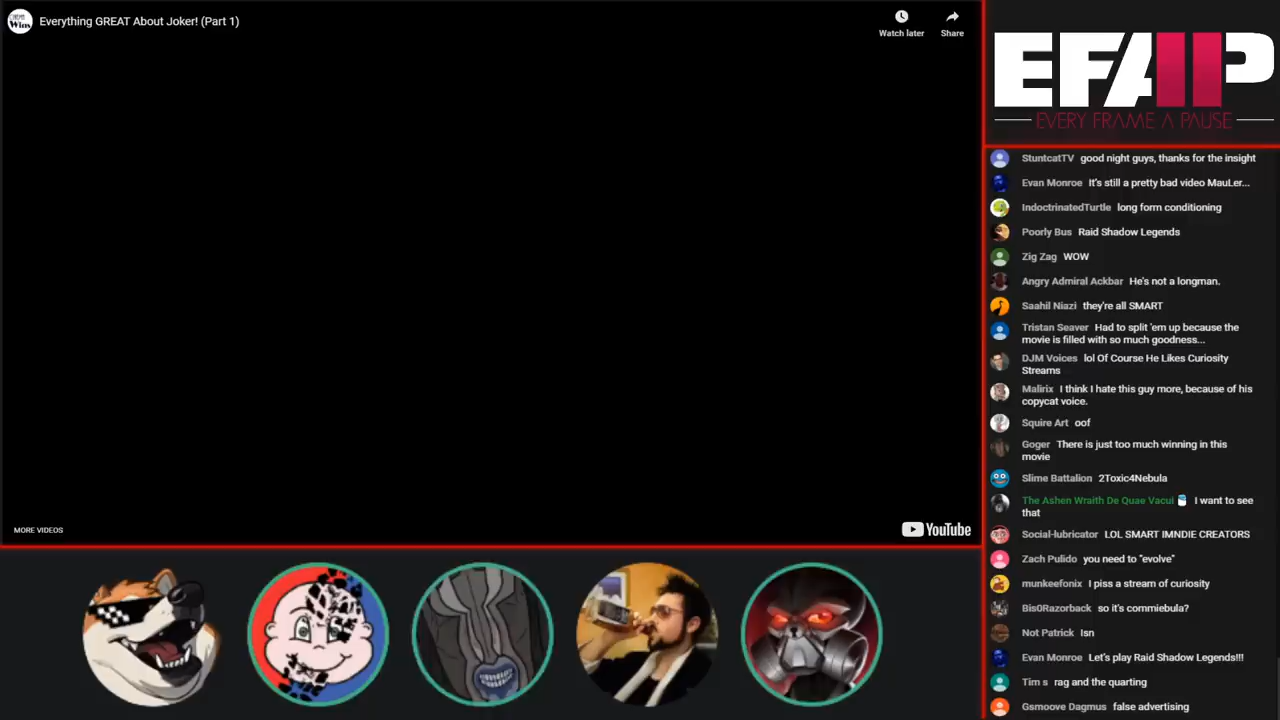 Wins
Everything GREAT About Joker! (Part 1)
Watch later
Share
MORE VIDEOS
YouTube
EFAP
EVERY FRAME A PAUSE
StuntcatTV good night guys, thanks for the insight
Evan Monroe It's still a pretty bad video MauLer...
IndoctrinatedTurtle long form conditioning
Poorly Bus Raid Shadow Legends
Zig Zag WOW
Angry Admiral Ackbar He's not a longman.
Saahil Niazi they're all SMART
Tristan Seaver Had to split 'em up because the
movie is filled with so much goodness...
DJM Voices lol Of Course He Likes Curiosity
Streams
Malirix I think I hate this guy more, because of his
copycat voice.
Squire Art oof
Goger There is just too much winning in this
movie
Slime Battalion 2Toxic4Nebula
The Ashen Wraith De Quae Vacui I want to see
that
Social-lubricator LOL SMART IMNDIE CREATORS
Zach Pulido you need to "evolve"
munkeefonix I piss a stream of curiosity
Bis0Razorback so it's commiebula?
Not Patrick Isn
Evan Monroe Let's play Raid Shadow Legends!!!
Tim s rag and the quarting
Gsmoove Dagmus false advertising